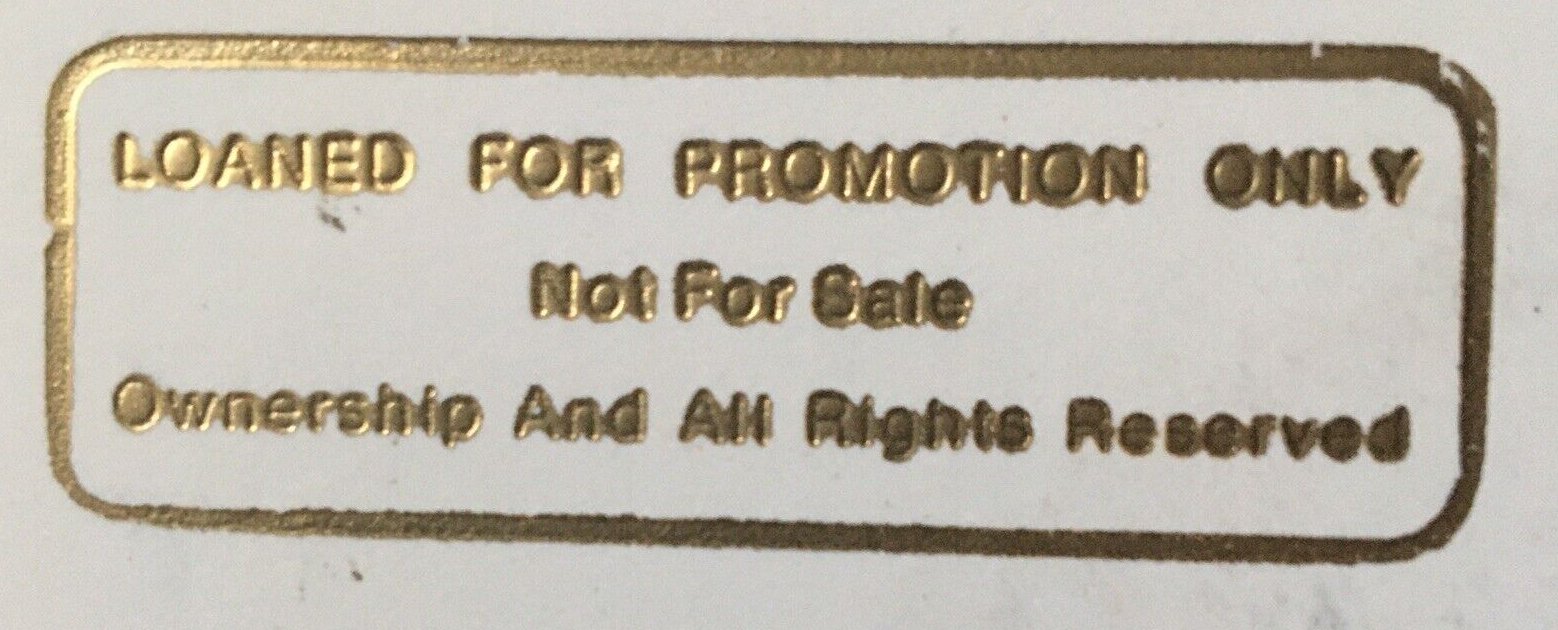 LOANED FOR PROMOTION ONLY
Not For Sale
Ownership And All Rights Reserved